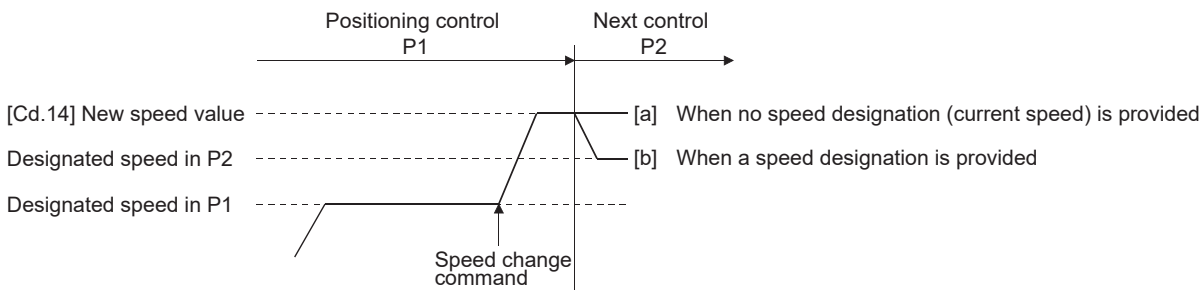 Positioning control
P1
Next control
P2
[Cd.14] New speed value
[a] When no speed designation (current speed) is provided
Designated speed in P2
[b] When a speed designation is provided
Designated speed in P1
Speed change
command